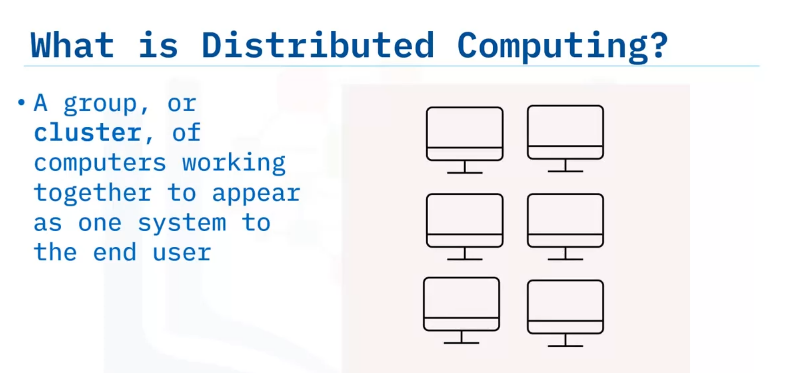 What is Distributed Computing?
• A group, or
cluster, of
computers working
together to appear
as one system to
the end user